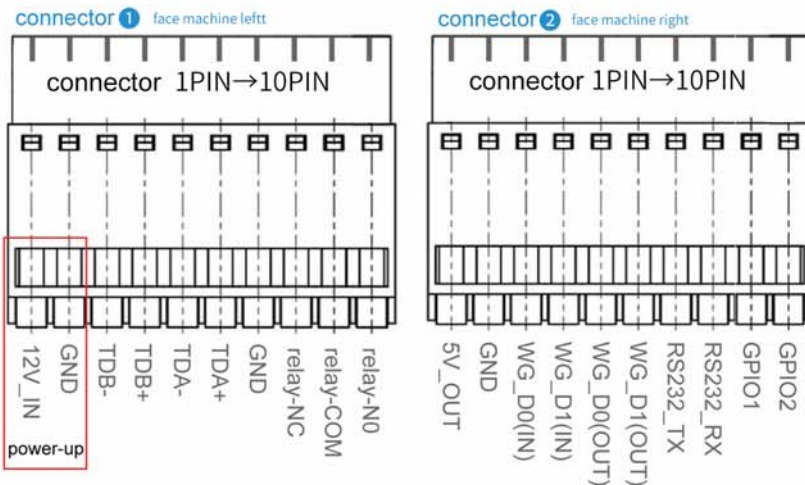 connector 1 face machine leftt
connector 1PIN→10PIN
12V_IN
GND
TDB-
TDB+
TDA-
TDA+
GND
relay-NC
relay-COM
relay-N0
power-up
connector 2 face machine right
connector 1PIN→10PIN
5V_OUT
GND
WG_D0(IN)
WG_D1(IN)
WG_D0(OUT)
WG_D1(OUT)
RS232_TX
RS232_RX
GPIO1
GPIO2